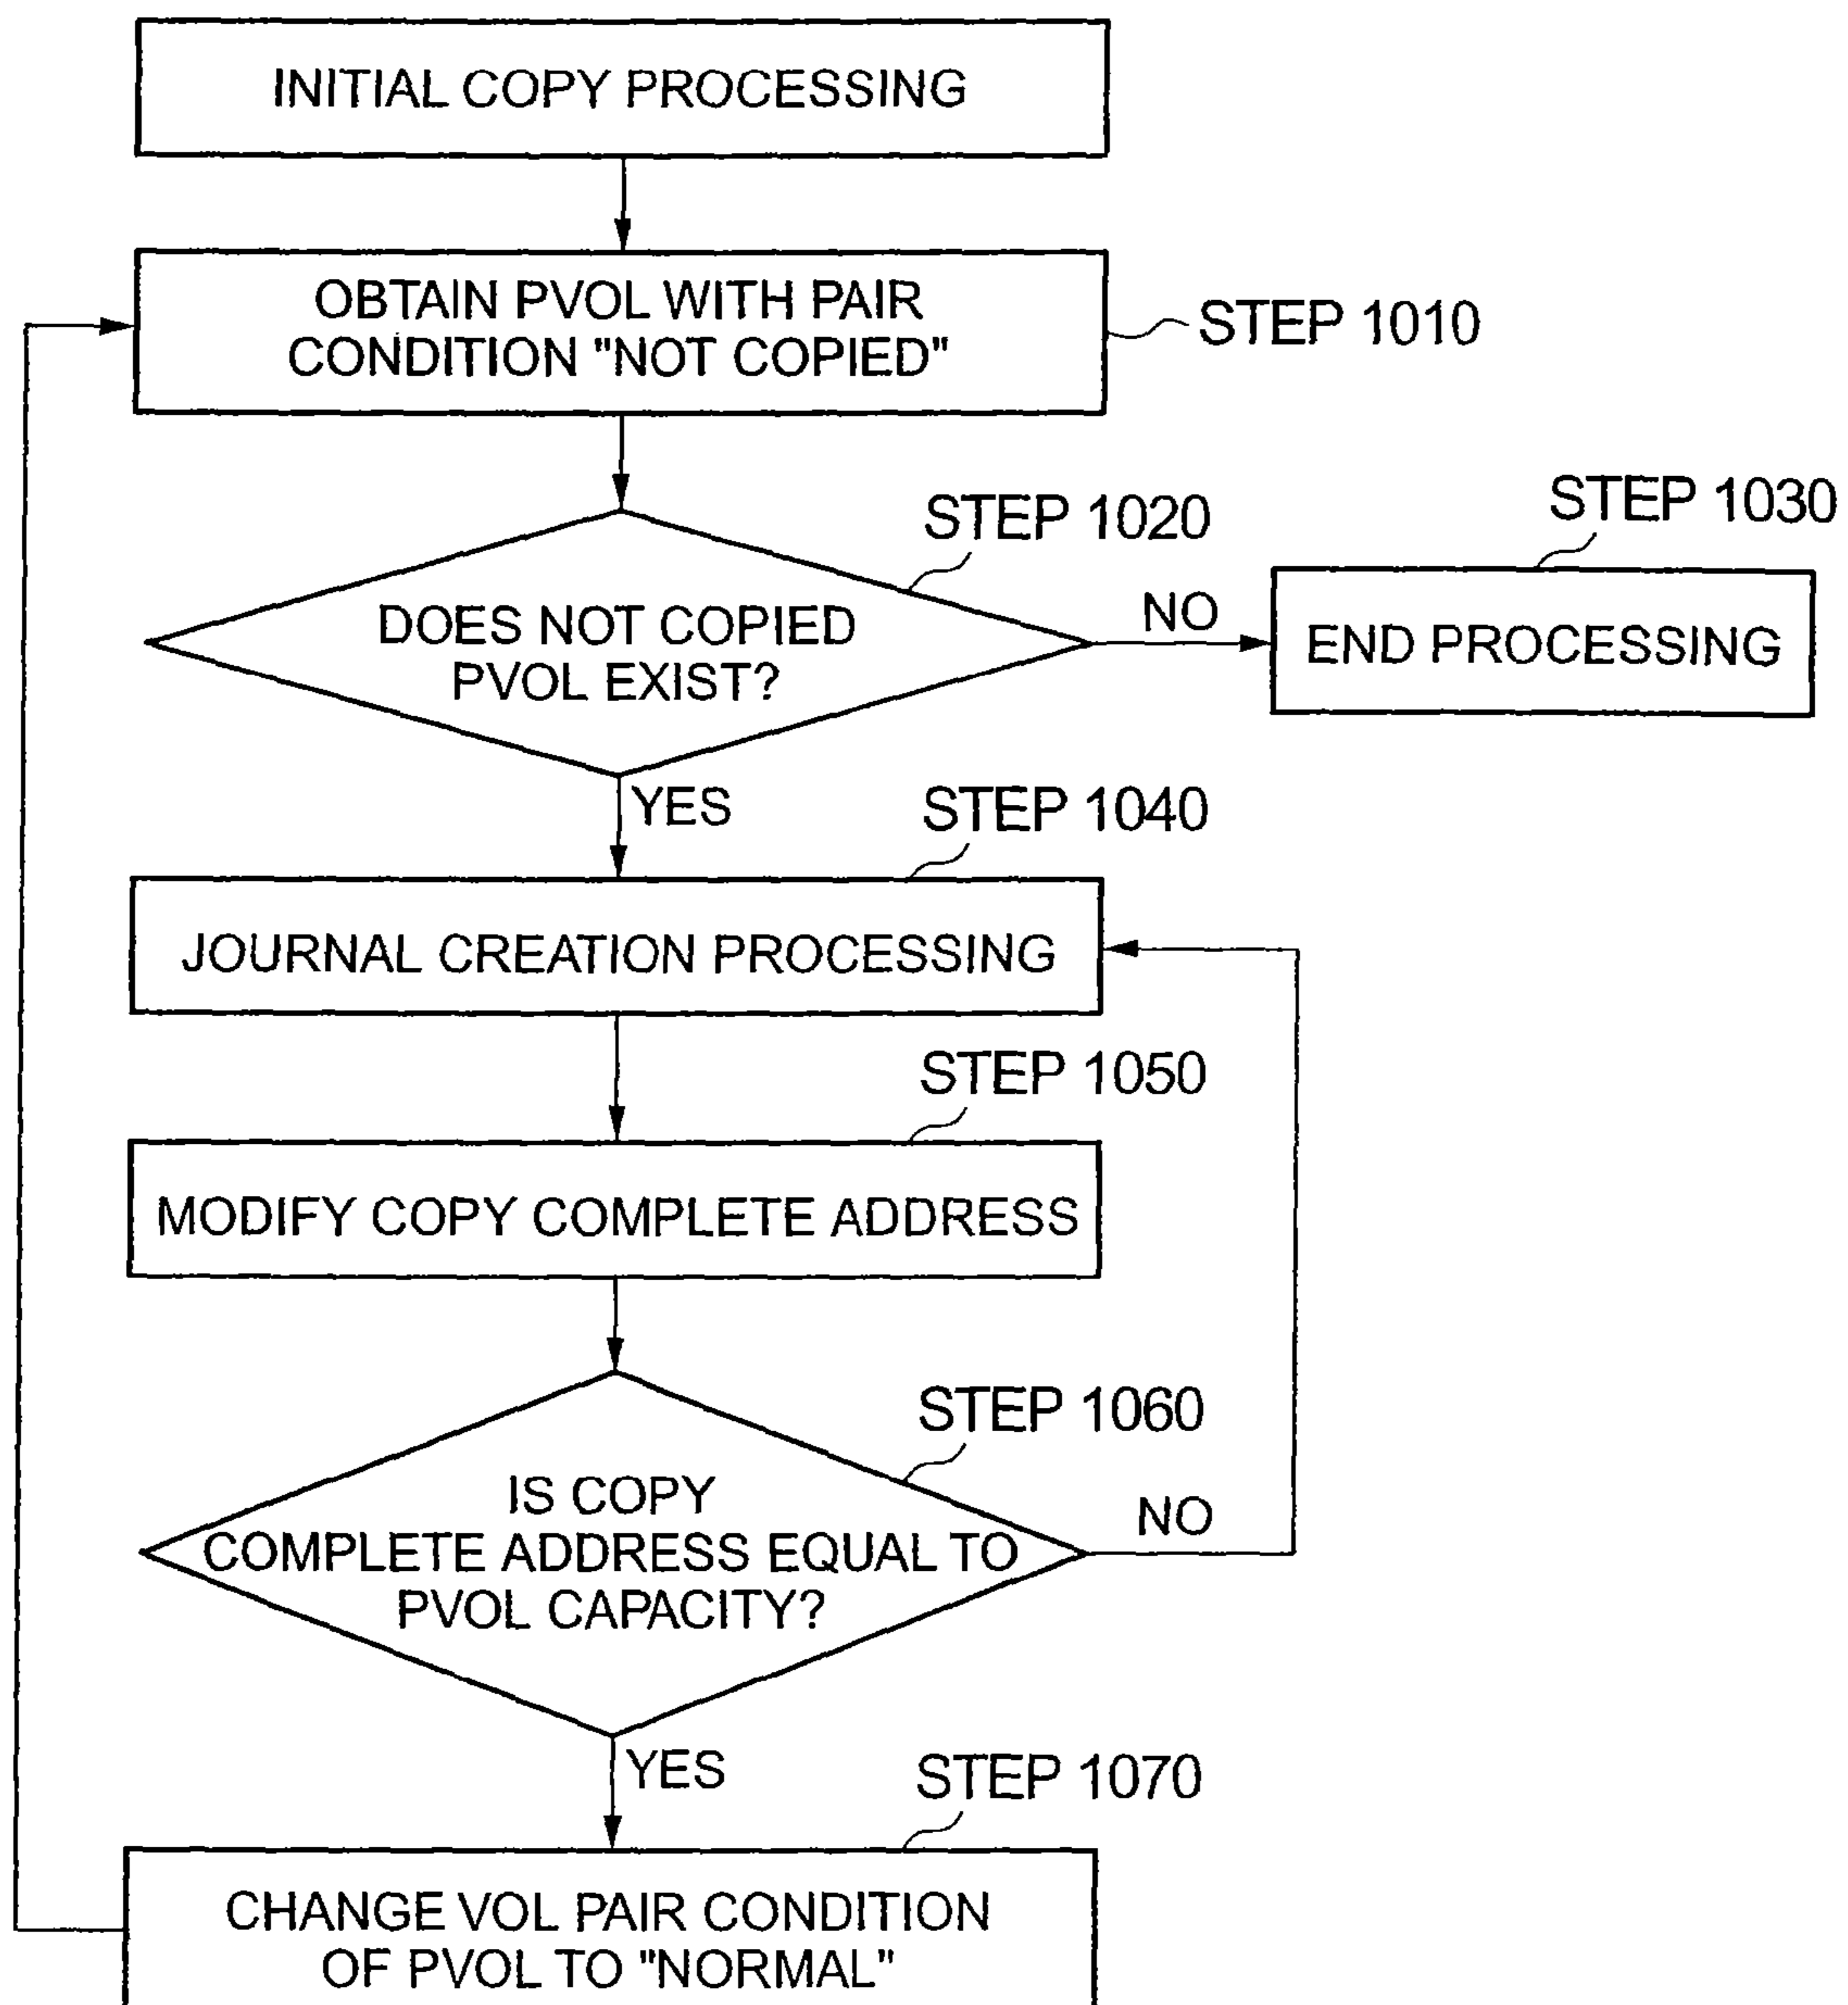 INITIAL COPY PROCESSING
OBTAIN PVOL WITH PAIR
CONDITION "NOT COPIED"
STEP 1010
STEP 1020
STEP 1030
DOES NOT COPIED
PVOL EXIST?
NO
END PROCESSING
YES
STEP 1040
JOURNAL CREATION PROCESSING
STEP 1050
MODIFY COPY COMPLETE ADDRESS
STEP 1060
IS COPY
COMPLETE ADDRESS EQUAL TO
PVOL CAPACITY?
NO
YES
STEP 1070
CHANGE VOL PAIR CONDITION
OF PVOL TO "NORMAL"